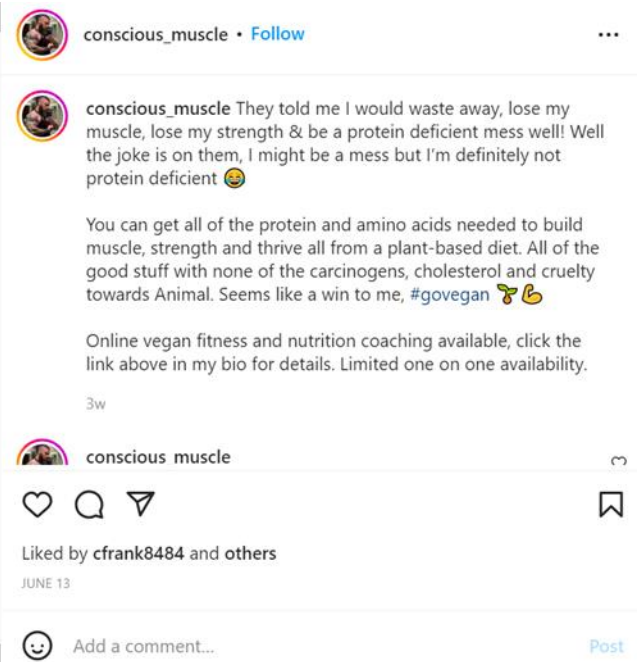 conscious_muscle • Follow
conscious_muscle They told me I would waste away, lose my
muscle, lose my strength & be a protein deficient mess well! Well
the joke is on them, I might be a mess but I'm definitely not
protein deficient 😂
You can get all of the protein and amino acids needed to build
muscle, strength and thrive all from a plant-based diet. All of the
good stuff with none of the carcinogens, cholesterol and cruelty
towards Animal. Seems like a win to me, #govegan 🌱💪
Online vegan fitness and nutrition coaching available, click the
link above in my bio for details. Limited one on one availability.
3w
conscious_muscle
Liked by cfrank8484 and others
JUNE 13
Add a comment...
Post